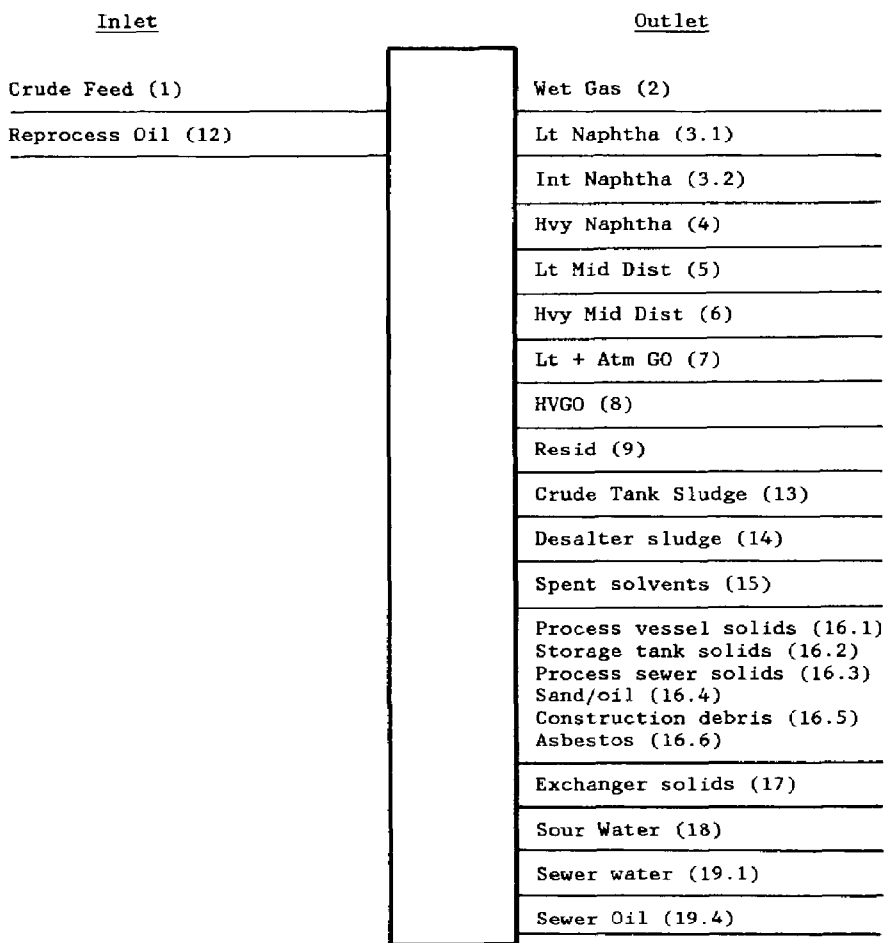 Inlet
Outlet
Crude Feed (1)
Reprocess Oil (12)
Wet Gas (2)
Lt Naphtha (3.1)
Int Naphtha (3.2)
Hvy Naphtha (4)
Lt Mid Dist (5)
Hvy Mid Dist (6)
Lt + Atm GO (7)
HVGO (8)
Resid (9)
Crude Tank Sludge (13)
Desalter sludge (14)
Spent solvents (15)
Process vessel solids (16.1)
Storage tank solids (16.2)
Process sewer solids (16.3)
Sand/oil (16.4)
Construction debris (16.5)
Asbestos (16.6)
Exchanger solids (17)
Sour Water (18)
Sewer water (19.1)
Sewer Oil (19.4)